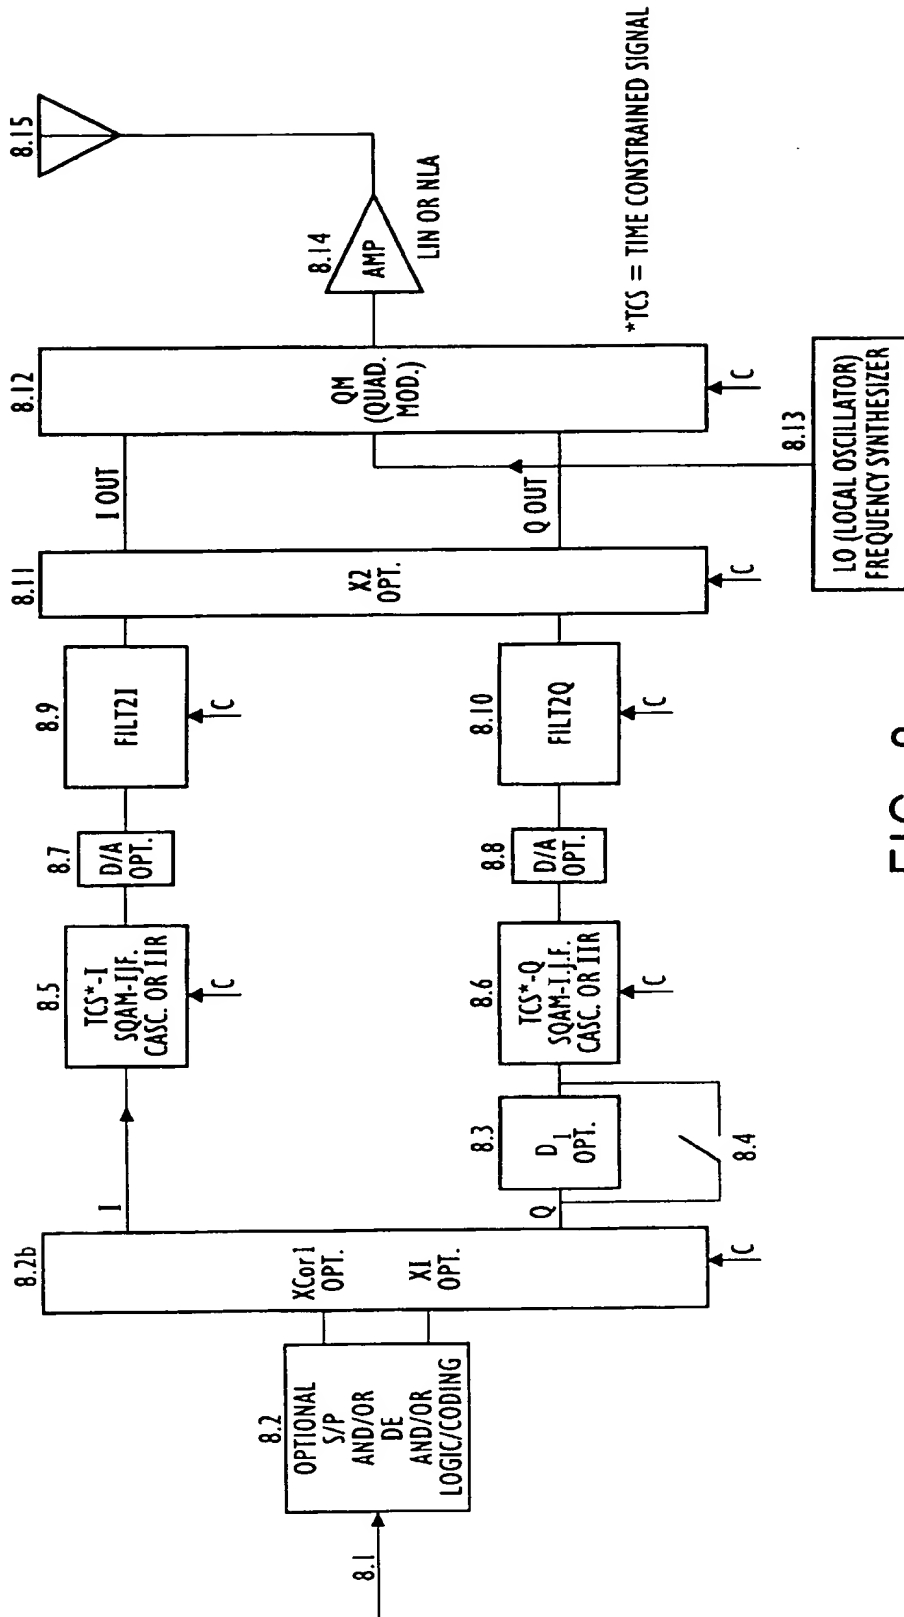 8.1
8.2
OPTIONAL
S/P
AND/OR
DE
AND/OR
LOGIC/CODING
8.2b
XCor1
OPT.
X1
OPT.
C
I
Q
8.3
D1
OPT.
8.4
8.5
TCS*-I
SQAM-IJF.
CASC. OR IIR
C
8.6
TCS*-Q
SQAM-I.J.F.
CASC. OR IIR
C
8.7
D/A
OPT.
8.8
D/A
OPT.
8.9
FILT2I
C
8.10
FILT2Q
C
8.11
X2
OPT.
C
I OUT
Q OUT
8.12
QM
(QUAD.
MOD.)
C
8.13
LO (LOCAL OSCILLATOR)
FREQUENCY SYNTHESIZER
8.14
AMP
LIN OR NLA
8.15
*TCS = TIME CONSTRAINED SIGNAL
FIG.